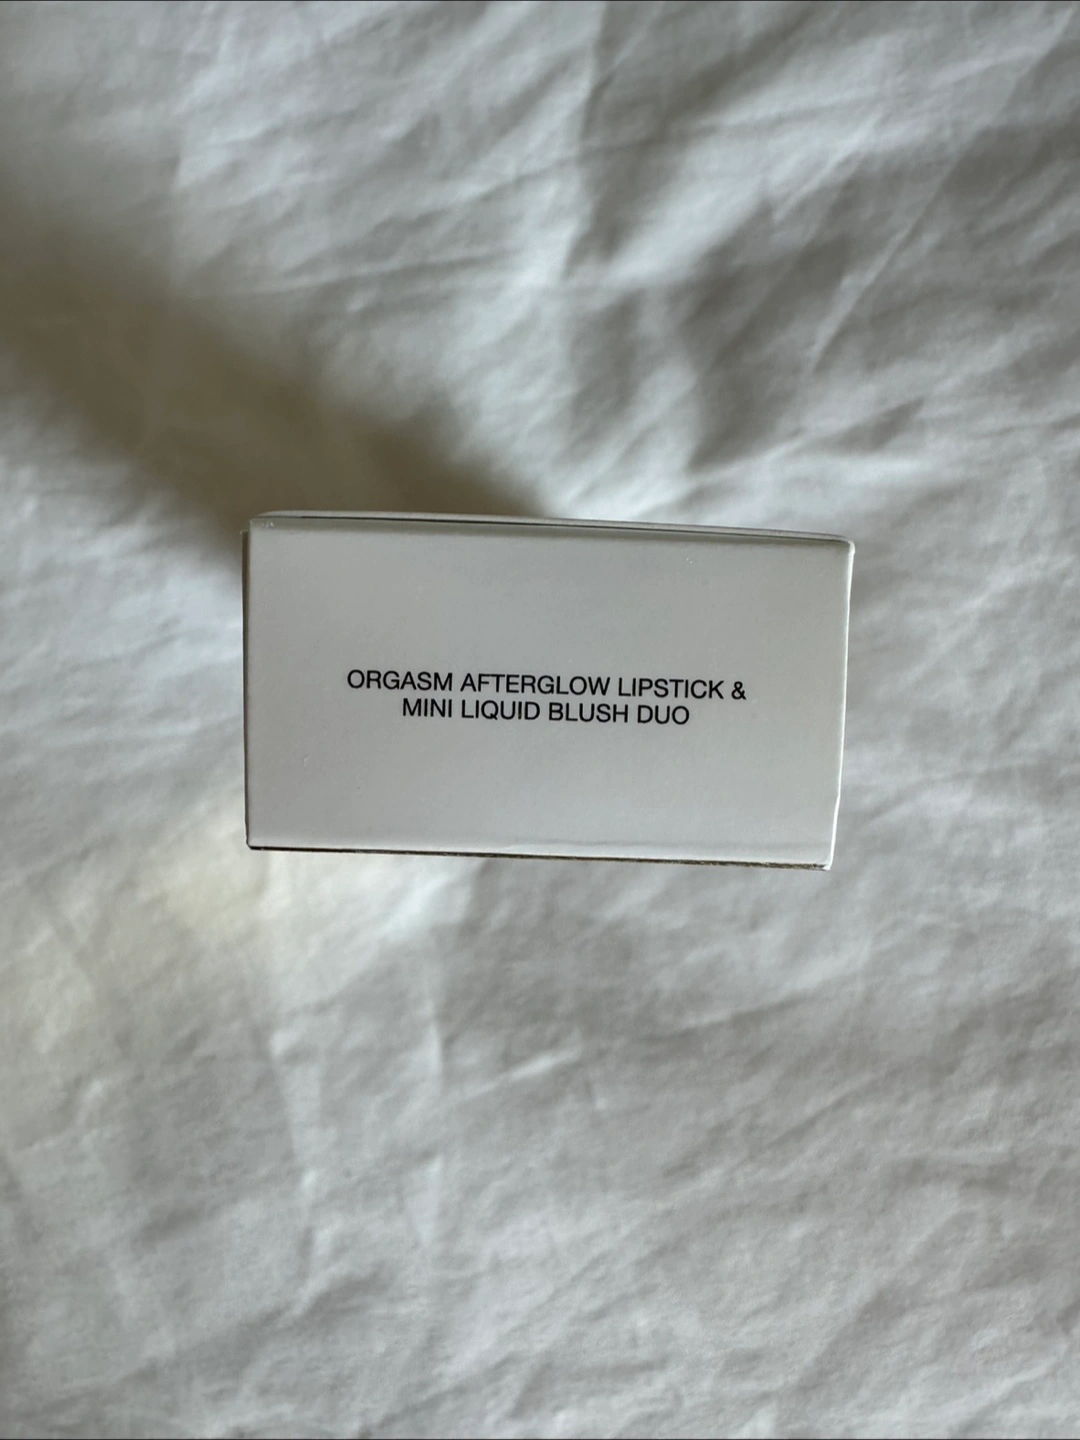 ORGASM AFTERGLOW LIPSTICK &
MINI LIQUID BLUSH DUO